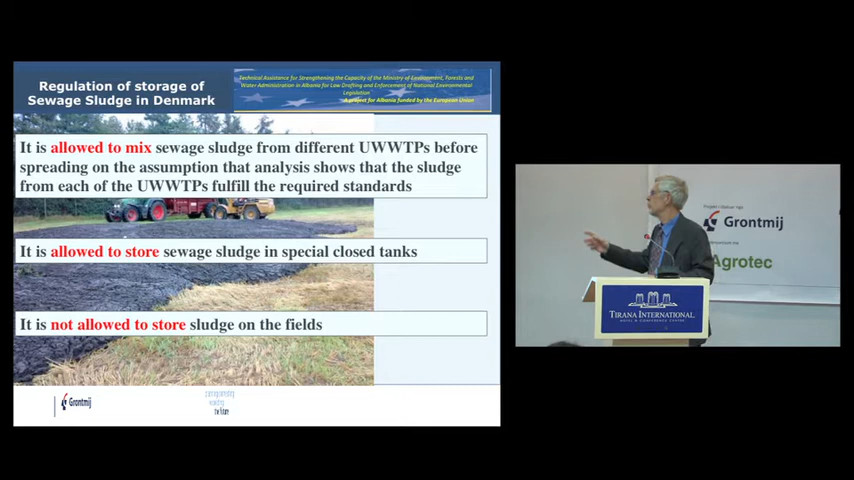 Regulation of storage of
Sewage Sludge in Denmark
Technical Assistance for Strengthening the Capacity of the Ministry of Environment, Forests and
Water Administration in Albania for Law Drafting and Enforcement of National Environmental
Legislation
A project for Albania funded by the European Union
It is allowed to mix sewage sludge from different UWWTPs before
spreading on the assumption that analysis shows that the sludge
from each of the UWWTPs fulfill the required standards
It is allowed to store sewage sludge in special closed tanks
It is not allowed to store sludge on the fields
Grontmij
the future
Grontmij
Agrotec
TIRANA INTERNATIONAL
HOTEL & CONFERENCE CENTER